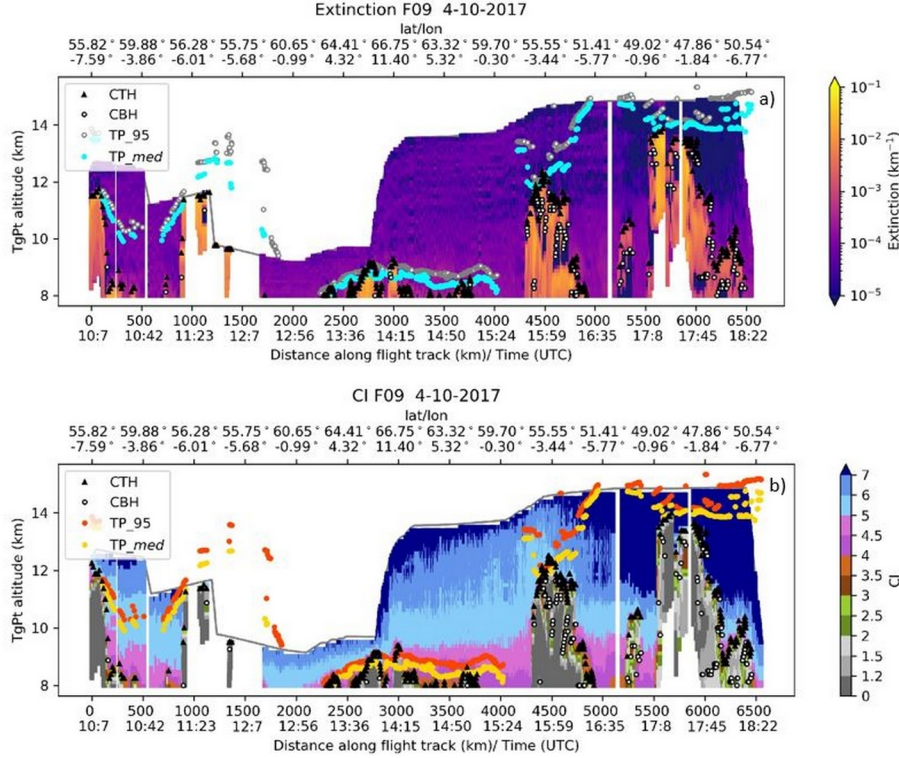 Extinction F09 4-10-2017
lat/lon
55.82° 59.88° 56.28° 55.75° 60.65° 64.41° 66.75° 63.32° 59.70° 55.55° 51.41° 49.02° 47.86° 50.54°
-7.59° -3.86° -6.01° -5.68° -0.99° 4.32° 11.40° 5.32° -0.30° -3.44° -5.77° -0.96° -1.84° -6.77°
CTH
CBH
TP_95
TP_med
a)
14
12
10
8
TgPt altitude (km)
10⁻¹
10⁻²
10⁻³
10⁻⁴
10⁻⁵
Extinction (km⁻¹)
0 500 1000 1500 2000 2500 3000 3500 4000 4500 5000 5500 6000 6500
10:7 10:42 11:23 12:7 12:56 13:36 14:15 14:50 15:24 15:59 16:35 17:8 17:45 18:22
Distance along flight track (km)/ Time (UTC)
CI F09 4-10-2017
lat/lon
55.82° 59.88° 56.28° 55.75° 60.65° 64.41° 66.75° 63.32° 59.70° 55.55° 51.41° 49.02° 47.86° 50.54°
-7.59° -3.86° -6.01° -5.68° -0.99° 4.32° 11.40° 5.32° -0.30° -3.44° -5.77° -0.96° -1.84° -6.77°
CTH
CBH
TP_95
TP_med
b)
14
12
10
8
TgPt altitude (km)
7
6
5
4
3.5
3
2.5
2
1.5
1.2
0
CI
0 500 1000 1500 2000 2500 3000 3500 4000 4500 5000 5500 6000 6500
10:7 10:42 11:23 12:7 12:56 13:36 14:15 14:50 15:24 15:59 16:35 17:8 17:45 18:22
Distance along flight track (km)/ Time (UTC)